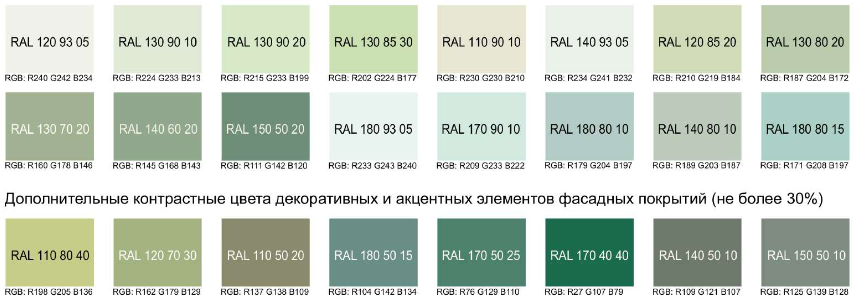 RAL 120 93 05 RAL 130 90 10 RAL 130 90 20 RAL 130 85 30 RAL 110 90 10 RAL 140 93 05 RAL 120 85 20 RAL 130 80 20
RGB: R240 G242 B234 RGB: R224 G233 B213 RGB: R215 G233 B199 RGB: R202 G224 B177 RGB: R230 G230 B210 RGB: R234 G241 B232 RGB: R210 G219 B184 RGB: R187 G204 B172
RAL 130 70 20 RAL 140 60 20 RAL 150 50 20 RAL 180 93 05 RAL 170 90 10 RAL 180 80 10 RAL 140 80 10 RAL 180 80 15
RGB: R160 G178 B146 RGB: R145 G168 B143 RGB: R111 G142 B120 RGB: R233 G243 B240 RGB: R209 G233 B222 RGB: R179 G204 B197 RGB: R189 G203 B187 RGB: R171 G208 B197
Дополнительные контрастные цвета декоративных и акцентных элементов фасадных покрытий (не более 30%)
RAL 110 80 40 RAL 120 70 30 RAL 110 50 20 RAL 180 50 15 RAL 170 50 25 RAL 170 40 40 RAL 140 50 10 RAL 150 50 10
RGB: R198 G205 B136 RGB: R162 G179 B129 RGB: R137 G138 B109 RGB: R104 G142 B134 RGB: R76 G129 B110 RGB: R27 G107 B79 RGB: R109 G121 B107 RGB: R125 G139 B128